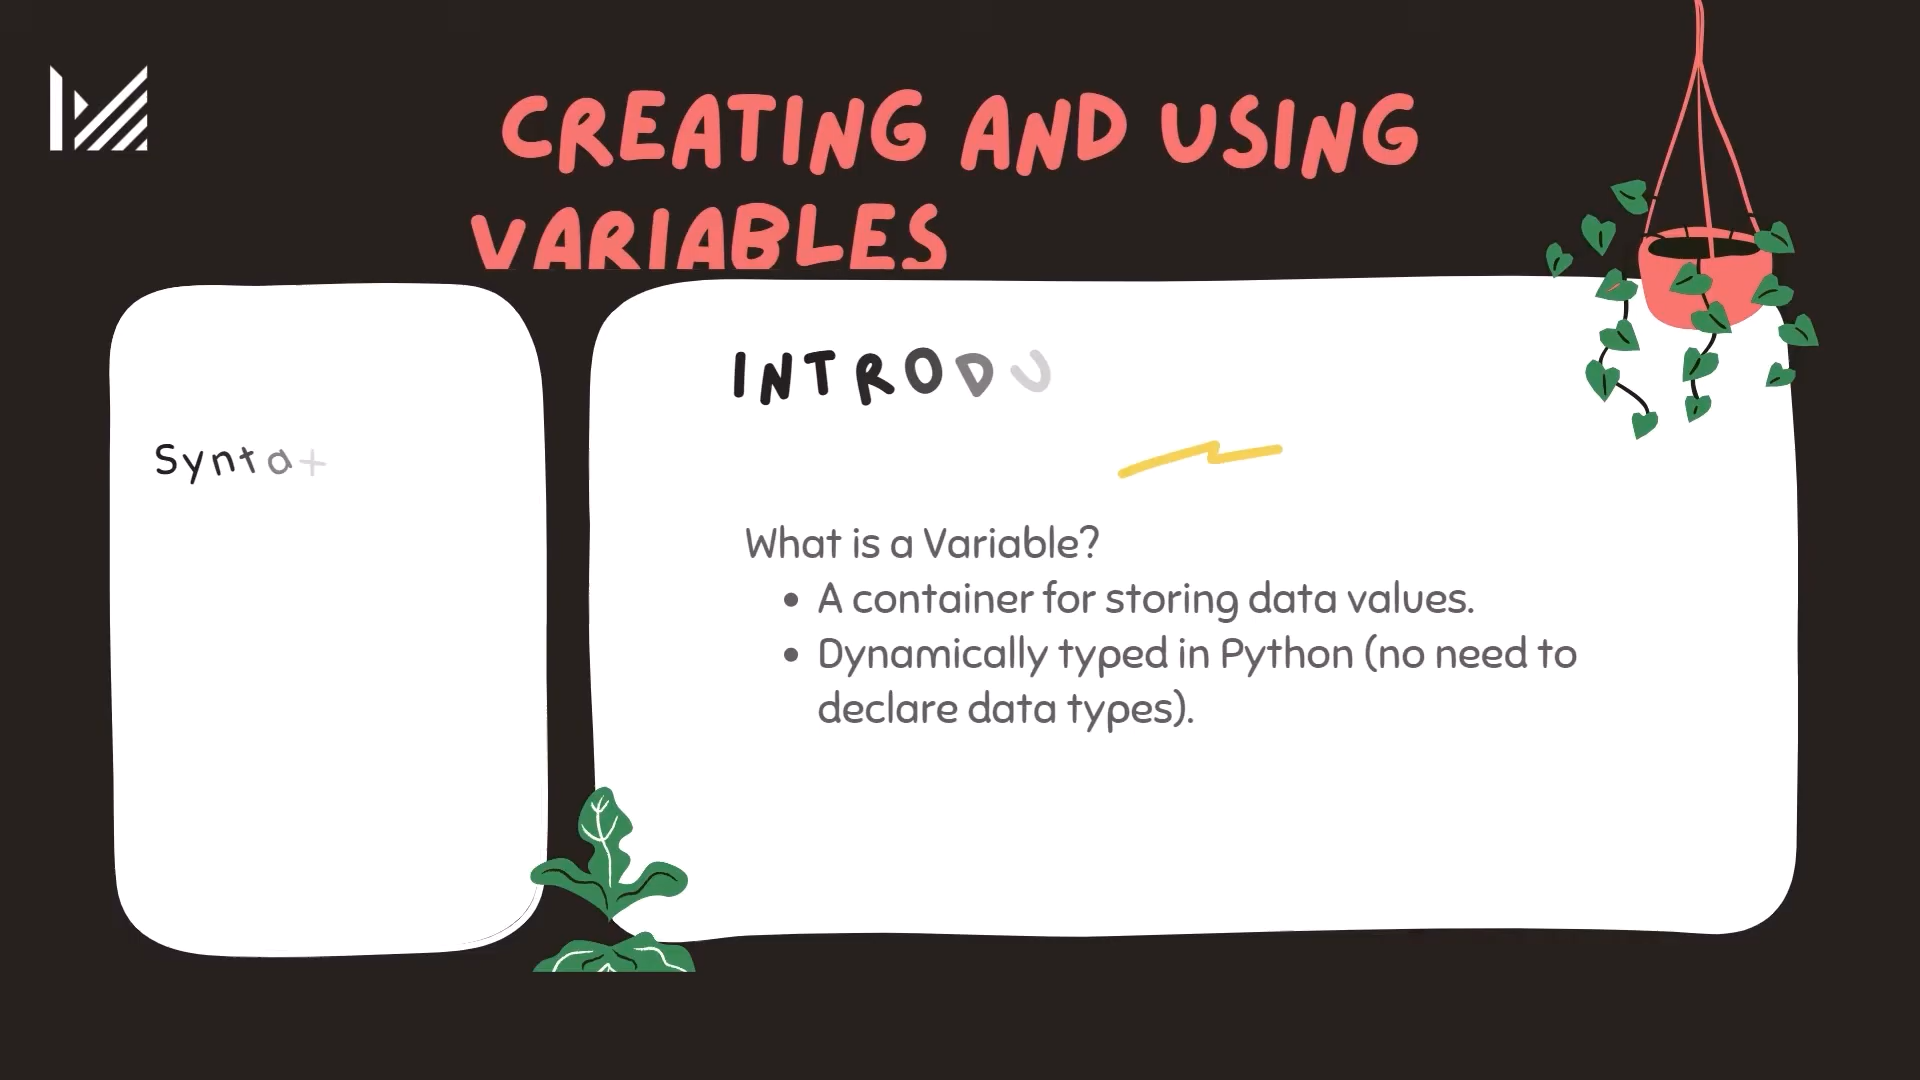 CREATING AND USING
VARIABLES
Synta+
INTRODU
What is a Variable?
• A container for storing data values.
• Dynamically typed in Python (no need to
declare data types).